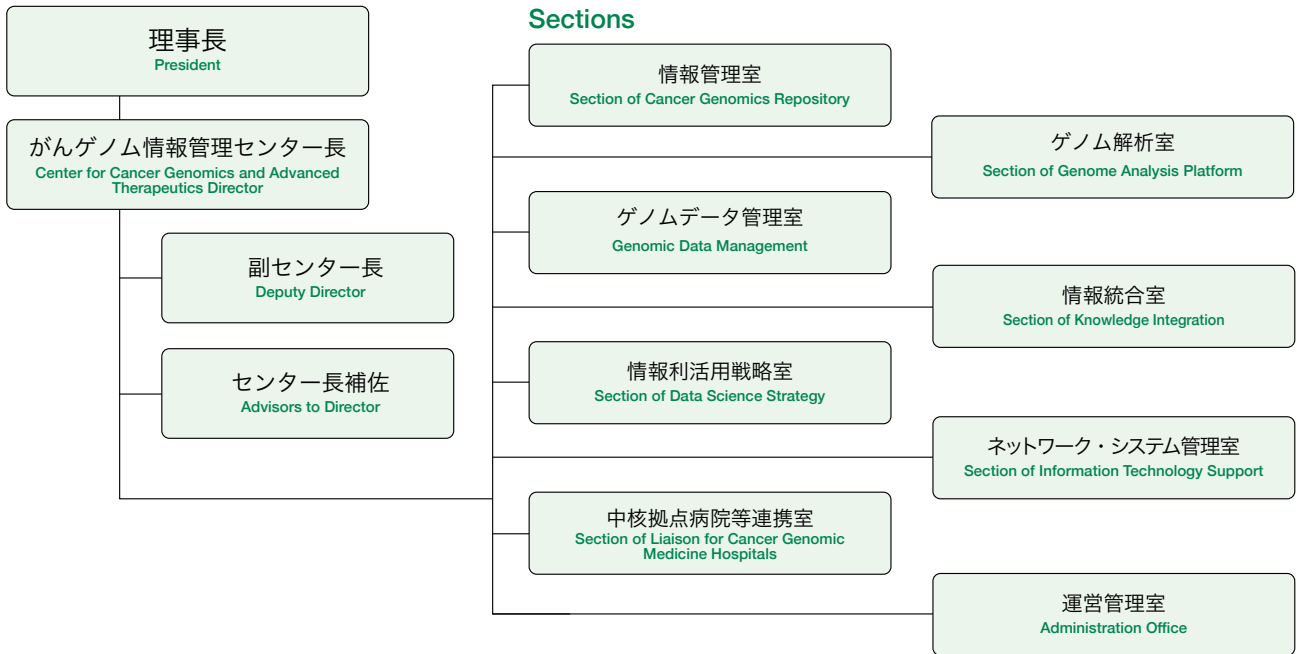 理事長
President
がんゲノム情報管理センター長
Center for Cancer Genomics and Advanced
Therapeutics Director
副センター長
Deputy Director
センター長補佐
Advisors to Director
Sections
情報管理室
Section of Cancer Genomics Repository
ゲノム解析室
Section of Genome Analysis Platform
ゲノムデータ管理室
Genomic Data Management
情報統合室
Section of Knowledge Integration
情報利活用戦略室
Section of Data Science Strategy
ネットワーク・システム管理室
Section of Information Technology Support
中核拠点病院等連携室
Section of Liaison for Cancer Genomic
Medicine Hospitals
運営管理室
Administration Office